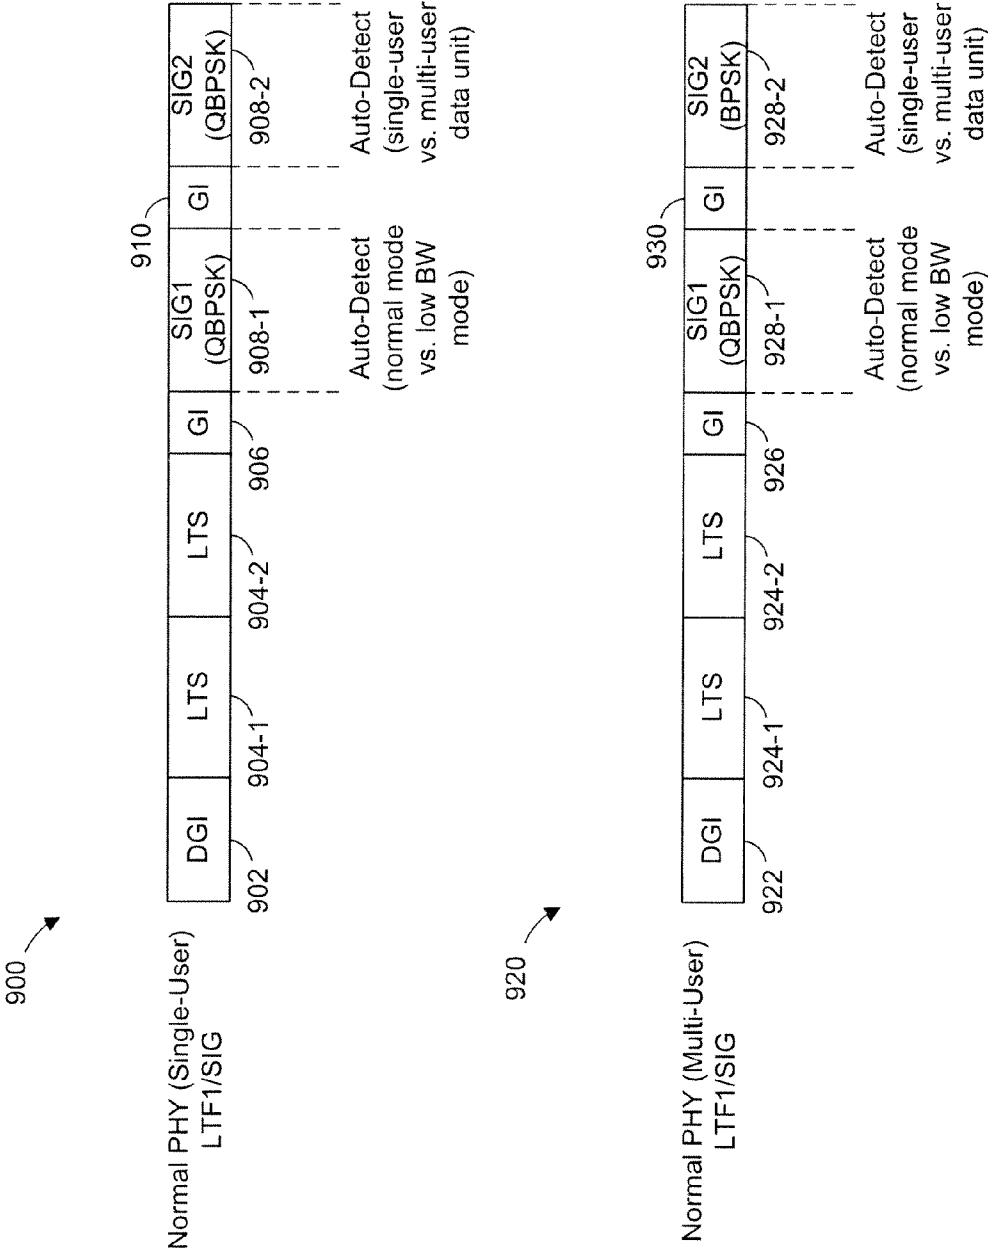 900
Normal PHY (Single-User)
LTF1/SIG
DGI
LTS
LTS
GI
SIG1
(QBPSK)
GI
SIG2
(QBPSK)
902
904-1
904-2
906
908-1
910
908-2
Auto-Detect
(normal mode
vs. low BW
mode)
Auto-Detect
(single-user
vs. multi-user
data unit)
920
Normal PHY (Multi-User)
LTF1/SIG
DGI
LTS
LTS
GI
SIG1
(QBPSK)
GI
SIG2
(BPSK)
922
924-1
924-2
926
928-1
930
928-2
Auto-Detect
(normal mode
vs. low BW
mode)
Auto-Detect
(single-user
vs. multi-user
data unit)